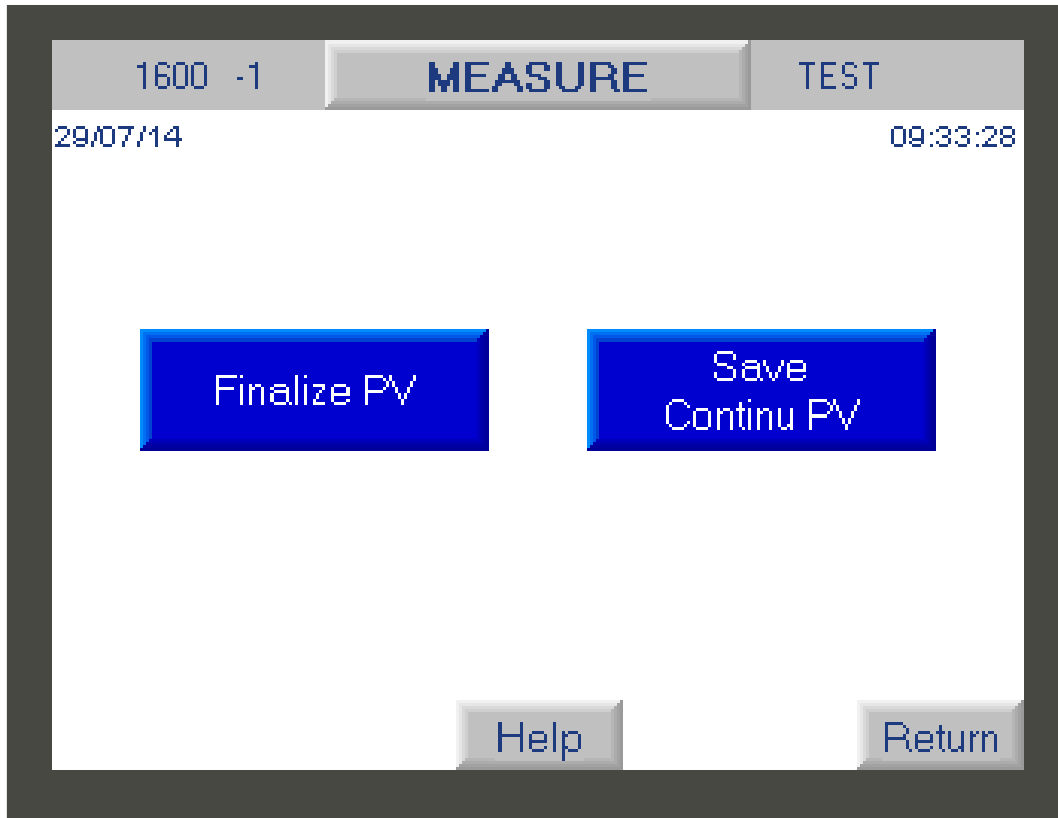 1600 -1 MEASURE TEST
29/07/14 09:33:28
Finalize PV
Save
Continu PV
Help Return